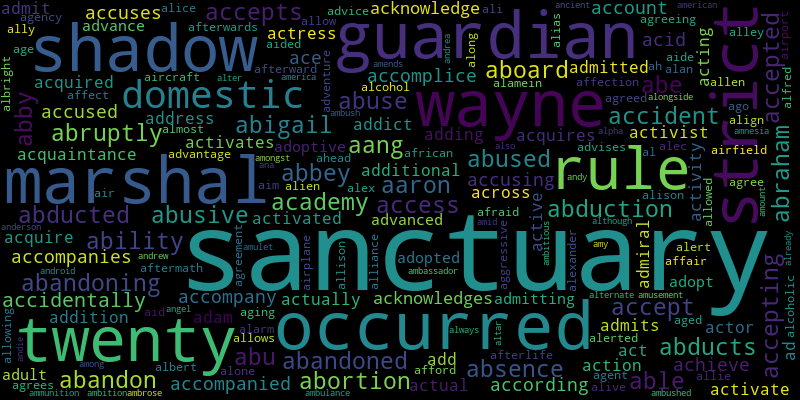 admit accuses alice accepts acknowledge ali account agreeing
agency advance afterwards advice allow alias alley
ally actress guardian along acid strict accepted
age shadow ace andrea acting
albright acquired aircraft alter aided adventure accomplice aboard admitted aide ah alan allen alfred airport
affect afterward america amends alcohol alamein affection abe alongside american ancient
abby accused domestic abuse ambush wayne agreed ago align
address almost abigail addict adding accident alpha activist airfield amnesia
abruptly activates adoptive aang acquires african advises al alec
acquaintance advantage amongst ahead additional abused accusing rule andy alison activity allowed agree amount abraham
marshal air ana aim alien abbey alex aaron across
abducted abusive academy access afraid active abduction although
acquire activated advanced amid aggressive ambitious amy admiral alert already
anderson accompanies ability agreement amulet sanctuary affair
android aftermath andrew airplane allison alliance adopted ambassador alexander adopt accepting
abandoning accompany actually acknowledges admitting alternate amusement
accidentally addition aid angel aging afterlife accept aged alcoholic
allowing twenty adam alarm occurred always altar admits actor ad
andie among allows abu abandoned add alerted abducts
adult albert alone afford absence act achieve
agrees abandon accompanied abortion actual according action agent able allie
ammunition ambition ambrose ambulance alive ambushed activate